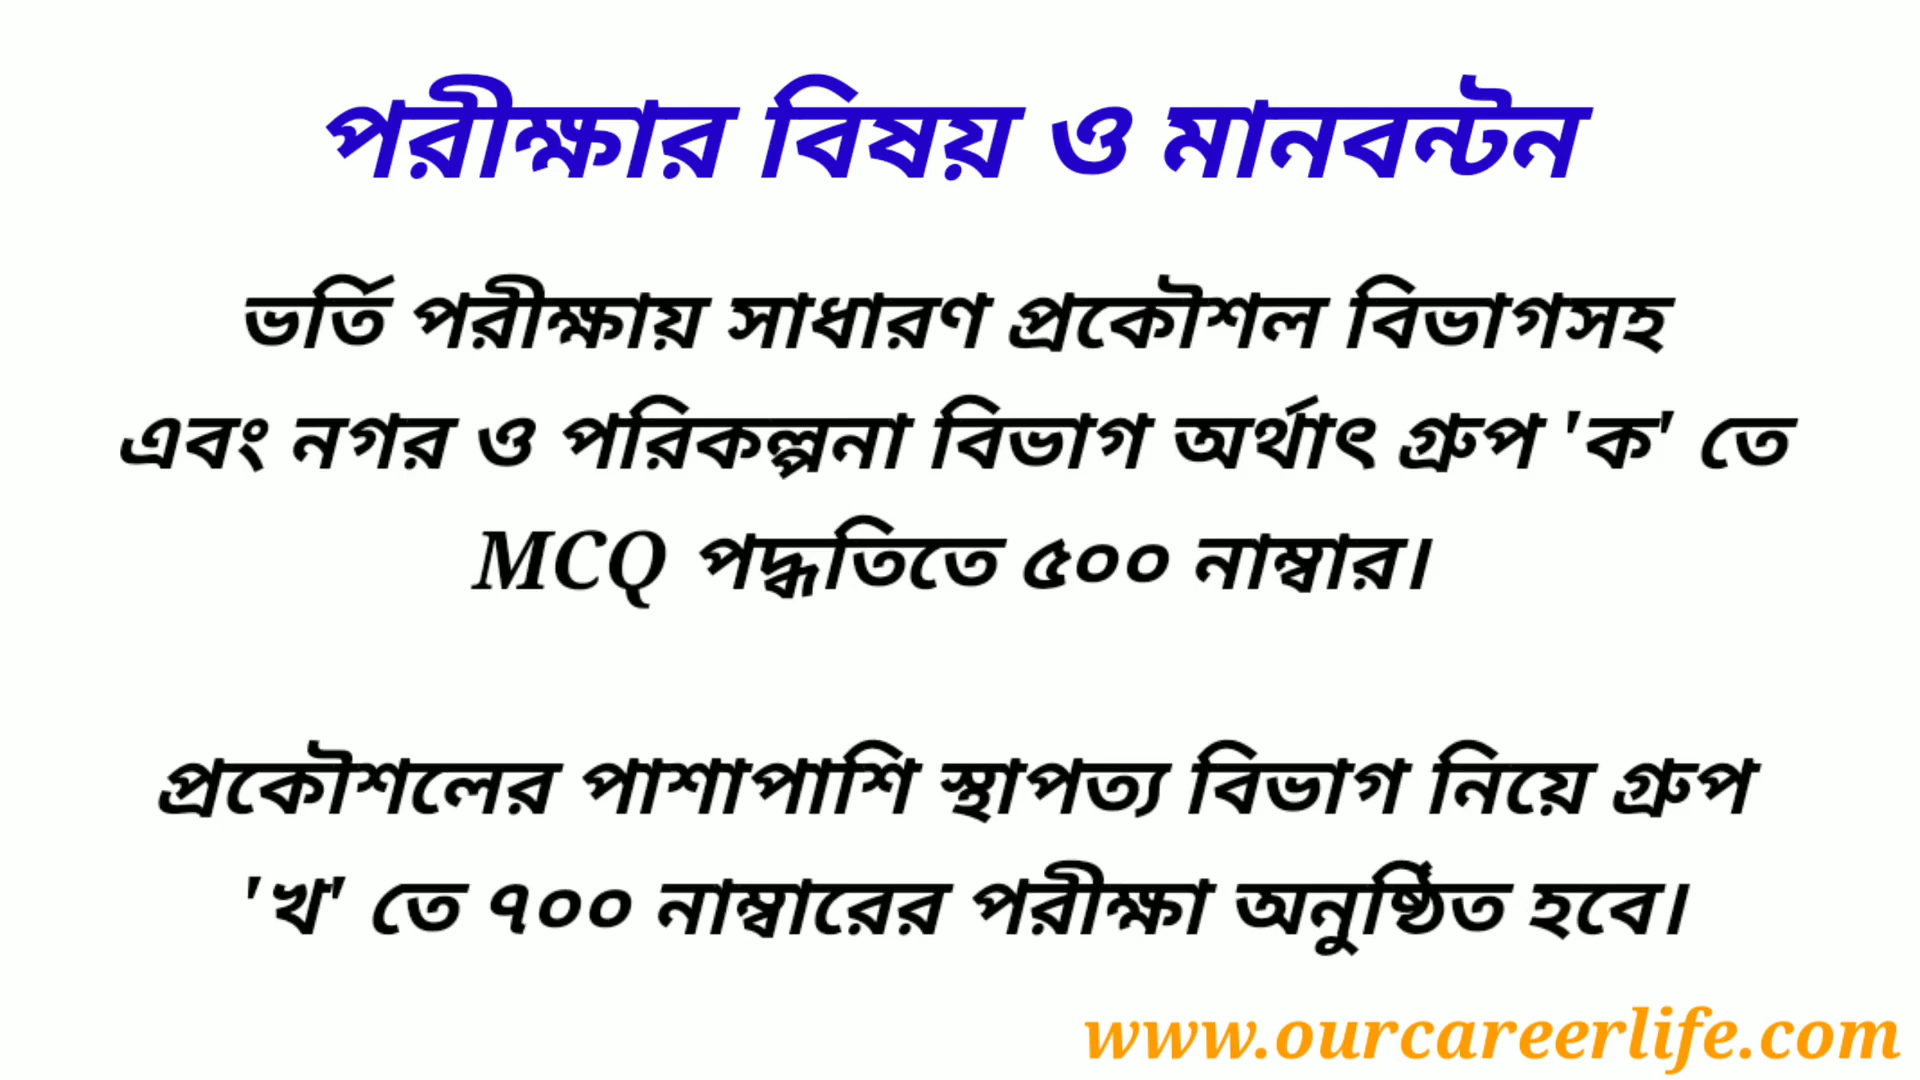 পরীক্ষার বিষয় ও মানবন্টন
ভর্তি পরীক্ষায় সাধারণ প্রকৌশল বিভাগসহ
এবং নগর ও পরিকল্পনা বিভাগ অর্থাৎ গ্রুপ 'ক' তে
MCQ পদ্ধতিতে ৫০০ নাম্বার।
প্রকৌশলের পাশাপাশি স্থাপত্য বিভাগ নিয়ে গ্রুপ
'খ' তে ৭০০ নাম্বারের পরীক্ষা অনুষ্ঠিত হবে।
www.ourcareerlife.com